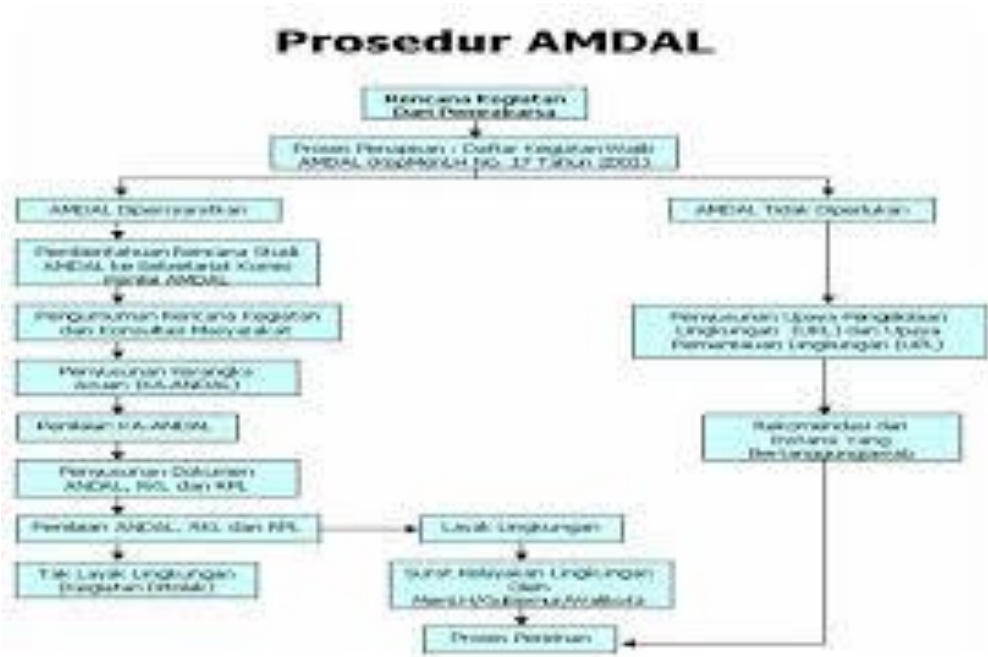 Prosedur AMDAL
Rencana Kegiatan
Dari Pemrakarsa
Proses Penapisan : Daftar Kegiatan Wajib
AMDAL (KepMenLH No. 17 Tahun 2001)
AMDAL Dipersyaratkan
AMDAL Tidak Diperlukan
Pemberitahuan Rencana Studi
AMDAL ke Sekretariat Komisi
Penilai AMDAL
Pengumuman Rencana Kegiatan
dan Konsultasi Masyarakat
Penyusunan Upaya Pengelolaan
Lingkungan (UKL) dan Upaya
Pemantauan Lingkungan (UPL)
Penyusunan Kerangka
Acuan (KA-ANDAL)
Penilaian KA-ANDAL
Rekomendasi dari
Instansi Yang
Bertanggungjawab
Penyusunan Dokumen
ANDAL, RKL dan RPL
Penilaian ANDAL, RKL dan RPL
Layak Lingkungan
Tak Layak Lingkungan
(Kegiatan Ditolak)
Surat Kelayakan Lingkungan
Oleh
MenLH/Gubernur/Walikota
Proses Perizinan